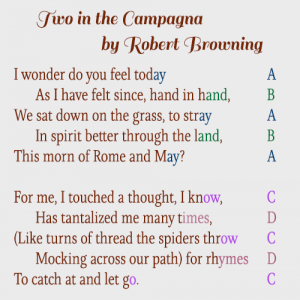 Two in the Campagna
by Robert Browning
I wonder do you feel today A
As I have felt since, hand in hand, B
We sat down on the grass, to stray A
In spirit better through the land, B
This morn of Rome and May? A
For me, I touched a thought, I know, C
Has tantalized me many times, D
(Like turns of thread the spiders throw C
Mocking across our path) for rhymes D
To catch at and let go. C